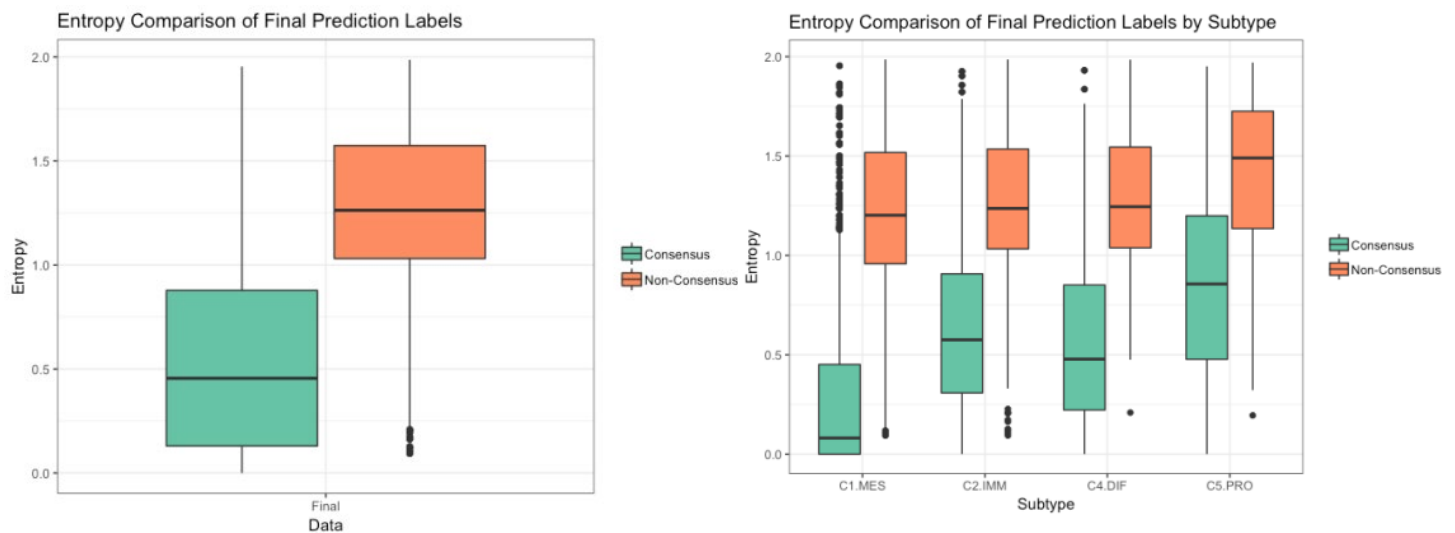 Entropy Comparison of Final Prediction Labels
2.0
1.5
1.0
0.5
0.0
Entropy
Final
Data
Consensus
Non-Consensus
Entropy Comparison of Final Prediction Labels by Subtype
2.0
1.5
1.0
0.5
0.0
Entropy
C1.MES C2.IMM C4.DIF C5.PRO
Subtype
Consensus
Non-Consensus